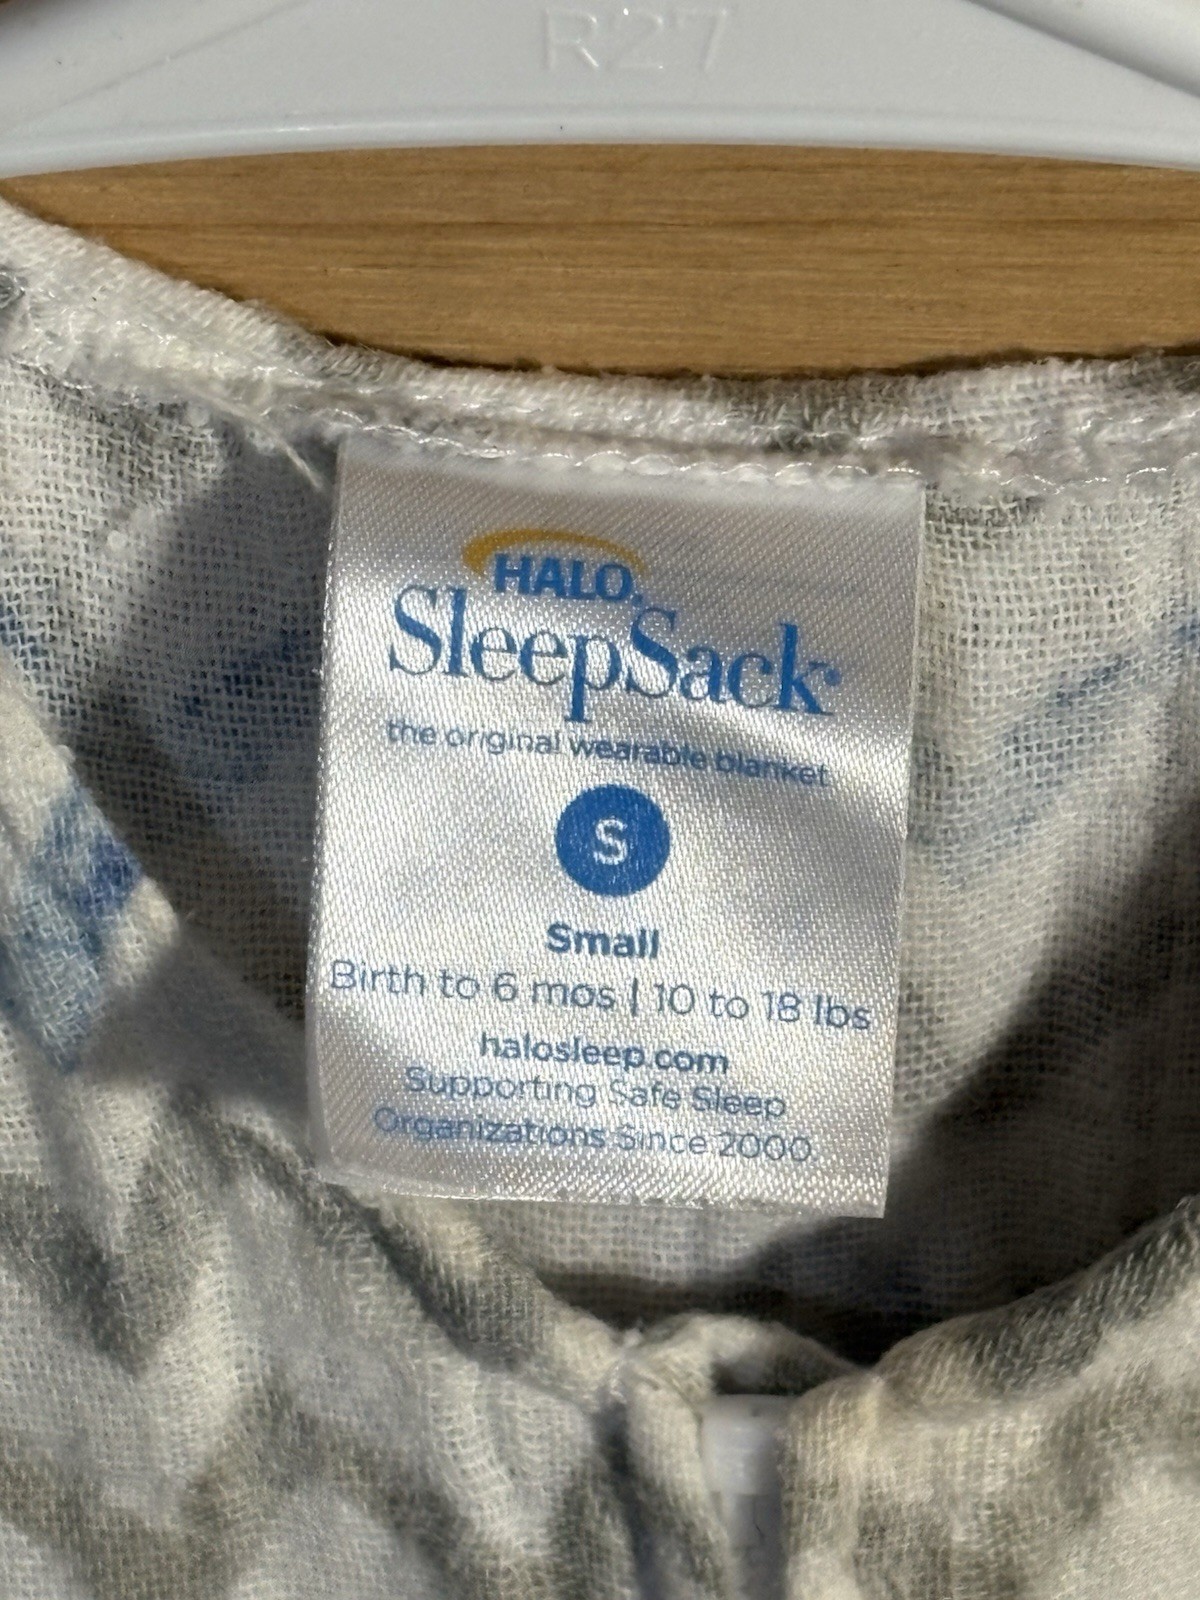 R27
HALO®
SleepSack®
the original wearable blanket
S
Small
Birth to 6 mos | 10 to 18 lbs
halosleep.com
Supporting Safe Sleep
Organizations Since 2000